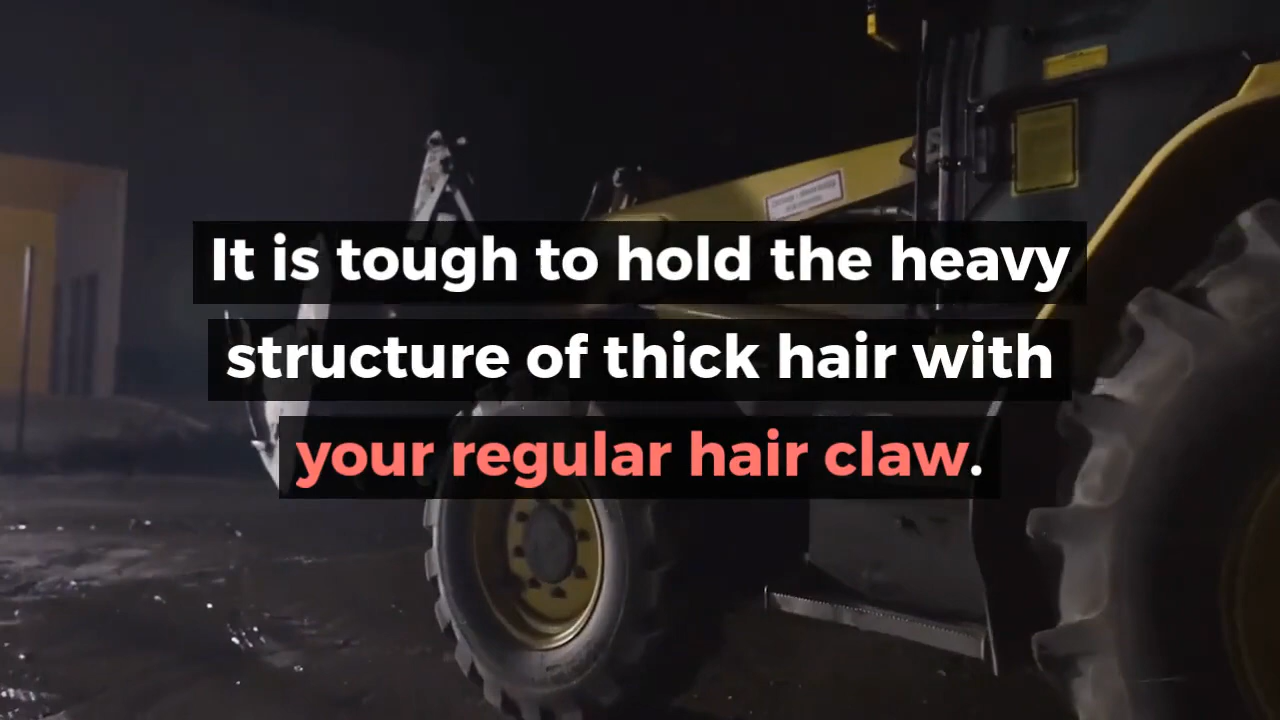 It is tough to hold the heavy
structure of thick hair with
your regular hair claw.